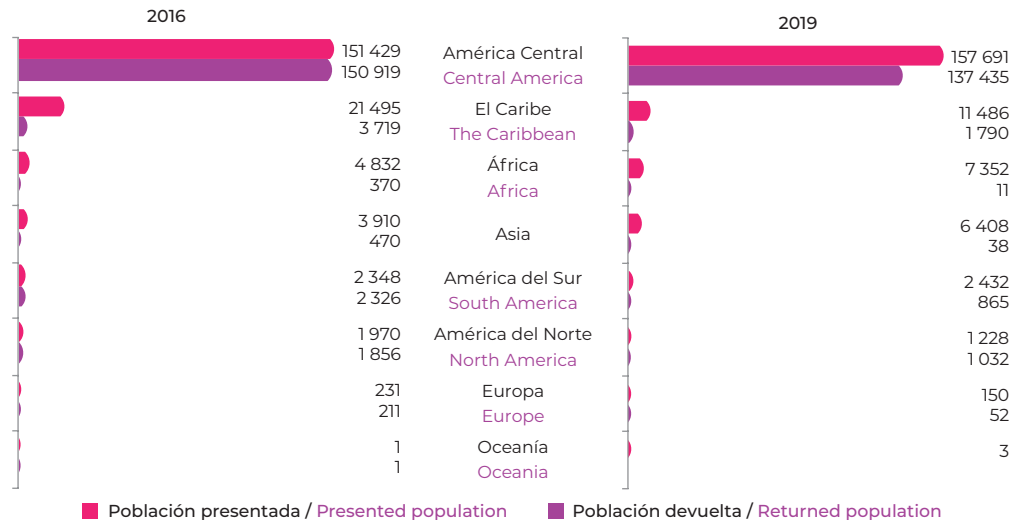 2016
2019
151 429
150 919
América Central
Central America
157 691
137 435
21 495
3 719
El Caribe
The Caribbean
11 486
1 790
4 832
370
África
Africa
7 352
11
3 910
470
Asia
6 408
38
2 348
2 326
América del Sur
South America
2 432
865
1 970
1 856
América del Norte
North America
1 228
1 032
231
211
Europa
Europe
150
52
1
1
Oceanía
Oceania
3
Población presentada / Presented population
Población devuelta / Returned population